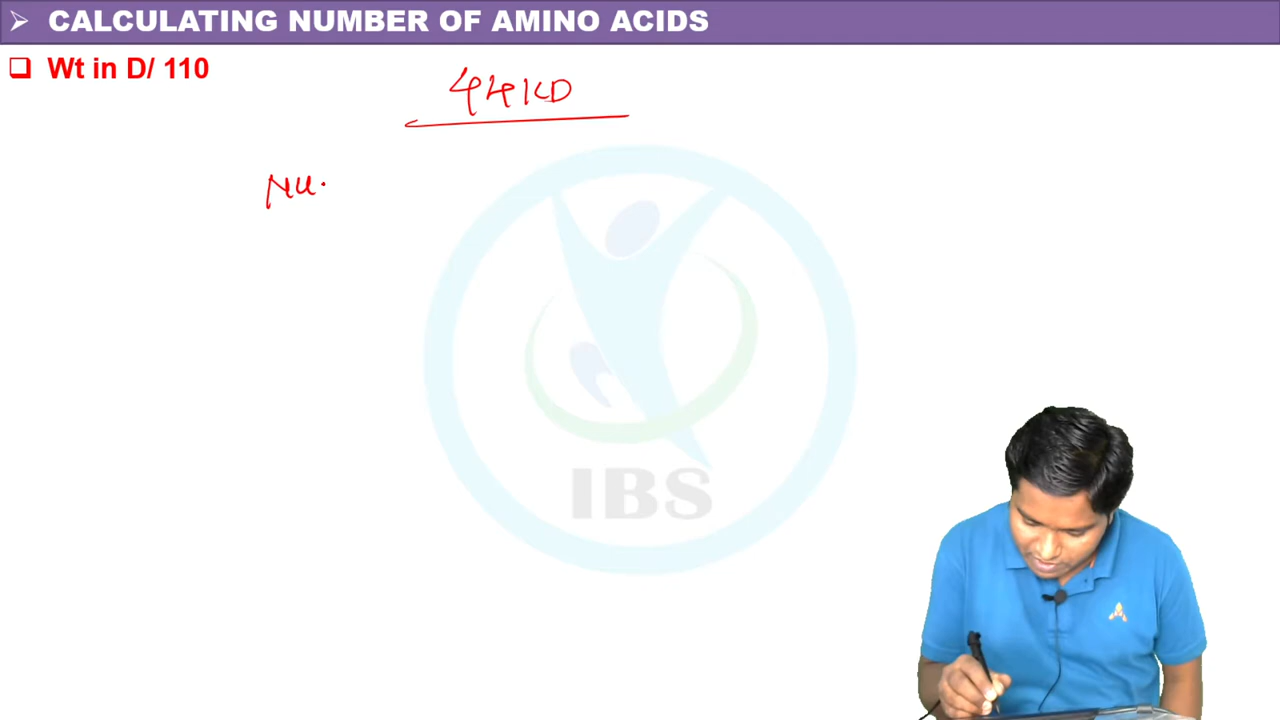 ➢ CALCULATING NUMBER OF AMINO ACIDS
❑ Wt in D/ 110
44KD
Nu.
IBS